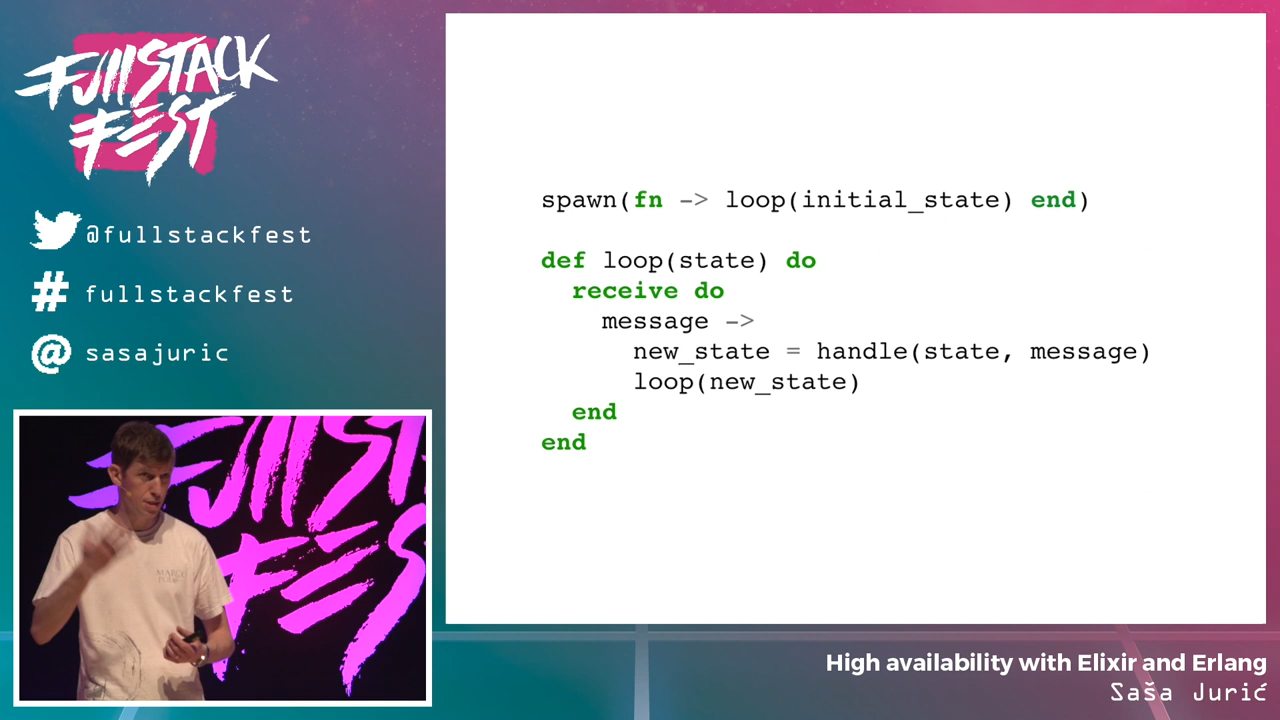 FullSTACK
FEST
@fullstackfest
# fullstackfest
@ sasajuric
spawn(fn -> loop(initial_state) end)
def loop(state) do
receive do
message ->
new_state = handle(state, message)
loop(new_state)
end
end
High availability with Elixir and Erlang
Saša Jurić